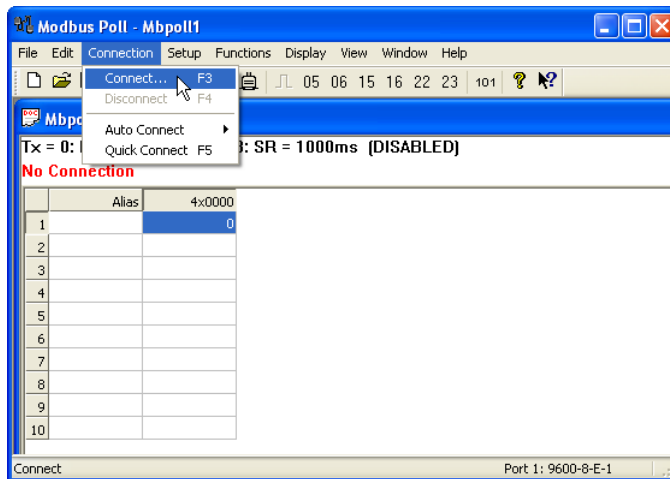 Modbus Poll - Mbpoll1
File Edit Connection Setup Functions Display View Window Help
Connect... F3
05 06 15 16 22 23 101
Disconnect F4
Auto Connect
Quick Connect F5
Tx = 0: 3: SR = 1000ms (DISABLED)
No Connection
Alias 4x0000
1 0
2
3
4
5
6
7
8
9
10
Connect Port 1: 9600-8-E-1